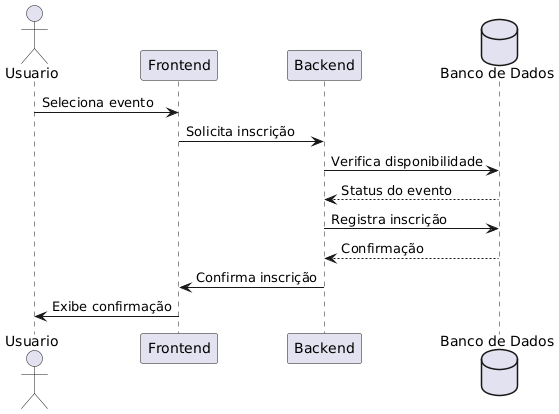 Usuario
Frontend
Backend
Banco de Dados
Seleciona evento
Solicita inscrição
Verifica disponibilidade
Status do evento
Registra inscrição
Confirmação
Confirma inscrição
Exibe confirmação
Usuario
Frontend
Backend
Banco de Dados